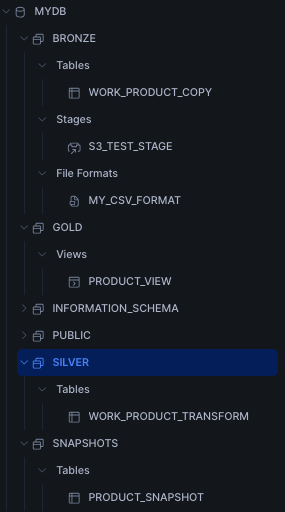 MYDB
BRONZE
Tables
WORK_PRODUCT_COPY
Stages
S3_TEST_STAGE
File Formats
MY_CSV_FORMAT
GOLD
Views
PRODUCT_VIEW
INFORMATION_SCHEMA
PUBLIC
SILVER
Tables
WORK_PRODUCT_TRANSFORM
SNAPSHOTS
Tables
PRODUCT_SNAPSHOT